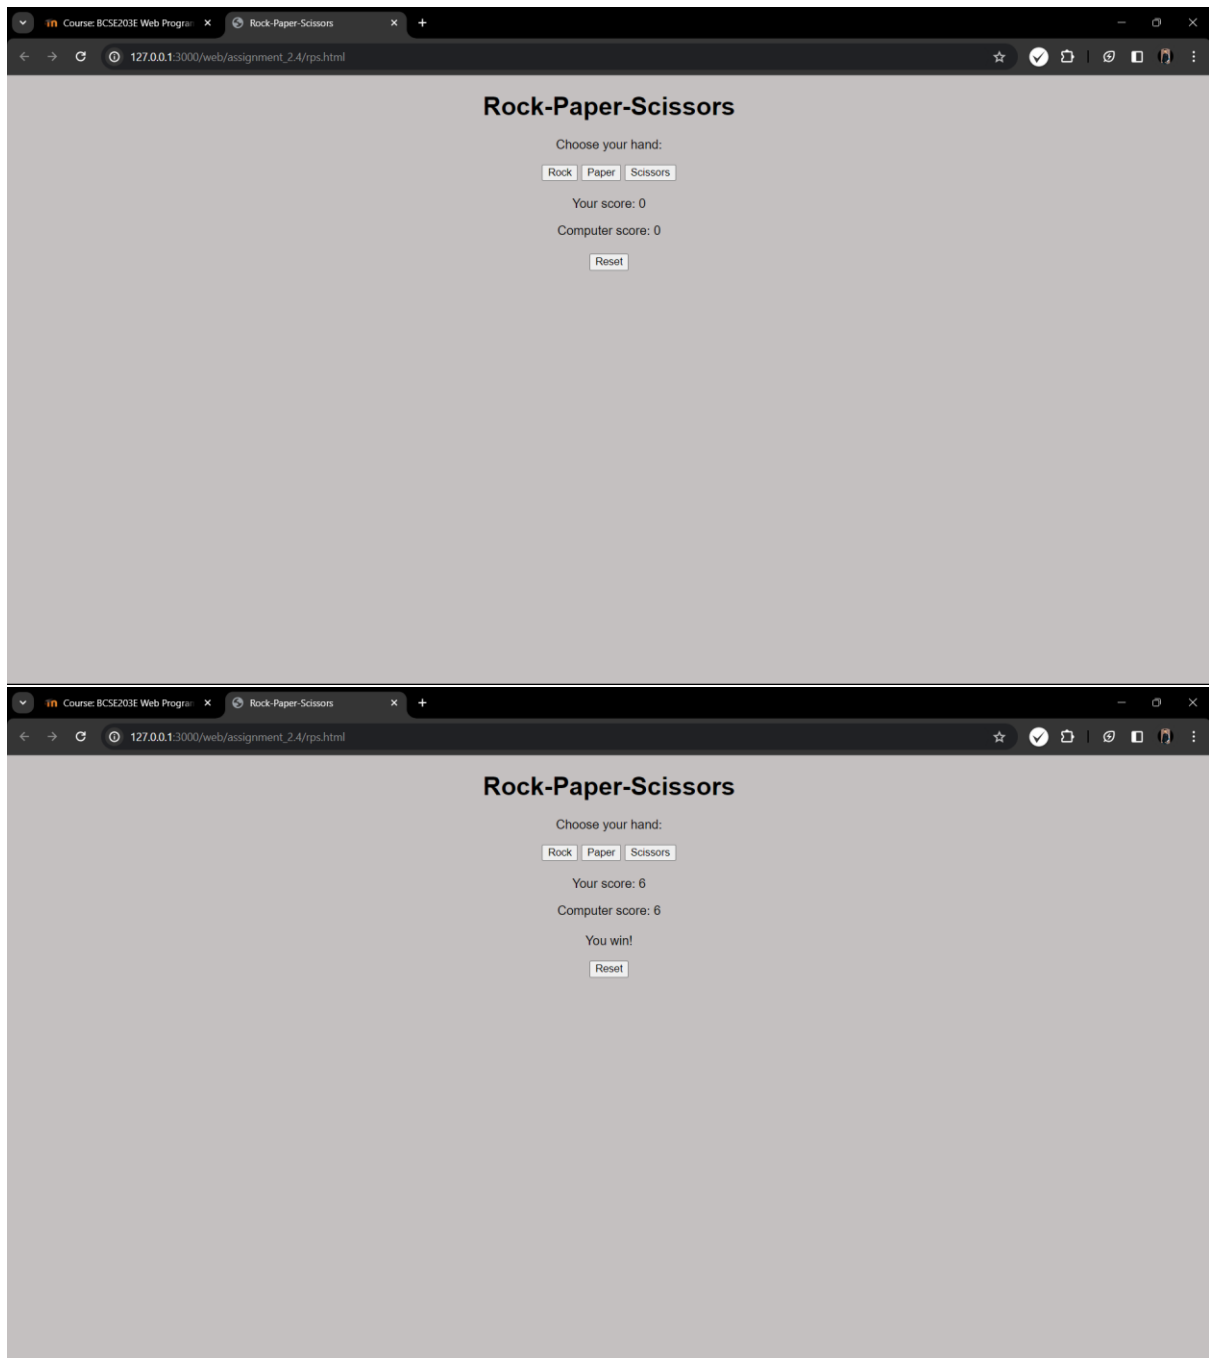 Course: BCSE203E Web Progra
Rock-Paper-Scissors
127.0.0.1:3000/web/assignment_2.4/rps.html
Rock-Paper-Scissors
Choose your hand:
Rock Paper Scissors
Your score: 0
Computer score: 0
Reset
Course: BCSE203E Web Progra
Rock-Paper-Scissors
127.0.0.1:3000/web/assignment_2.4/rps.html
Rock-Paper-Scissors
Choose your hand:
Rock Paper Scissors
Your score: 6
Computer score: 6
You win!
Reset